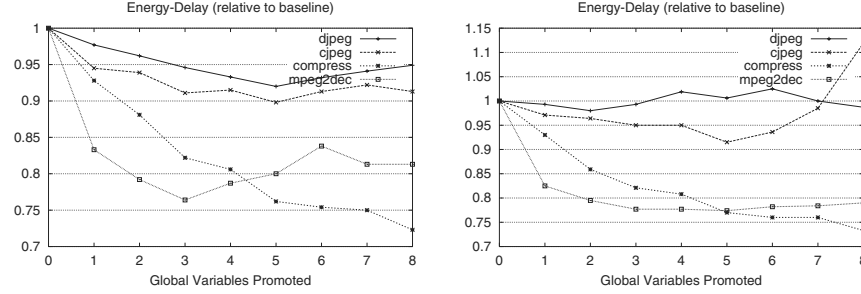 Energy-Delay (relative to baseline)
1
0.95
0.9
0.85
0.8
0.75
0.7
djpeg
cjpeg
compress
mpeg2dec
0 1 2 3 4 5 6 7 8
Global Variables Promoted
Energy-Delay (relative to baseline)
1.15
1.1
1.05
1
0.95
0.9
0.85
0.8
0.75
0.7
djpeg
cjpeg
compress
mpeg2dec
0 1 2 3 4 5 6 7 8
Global Variables Promoted